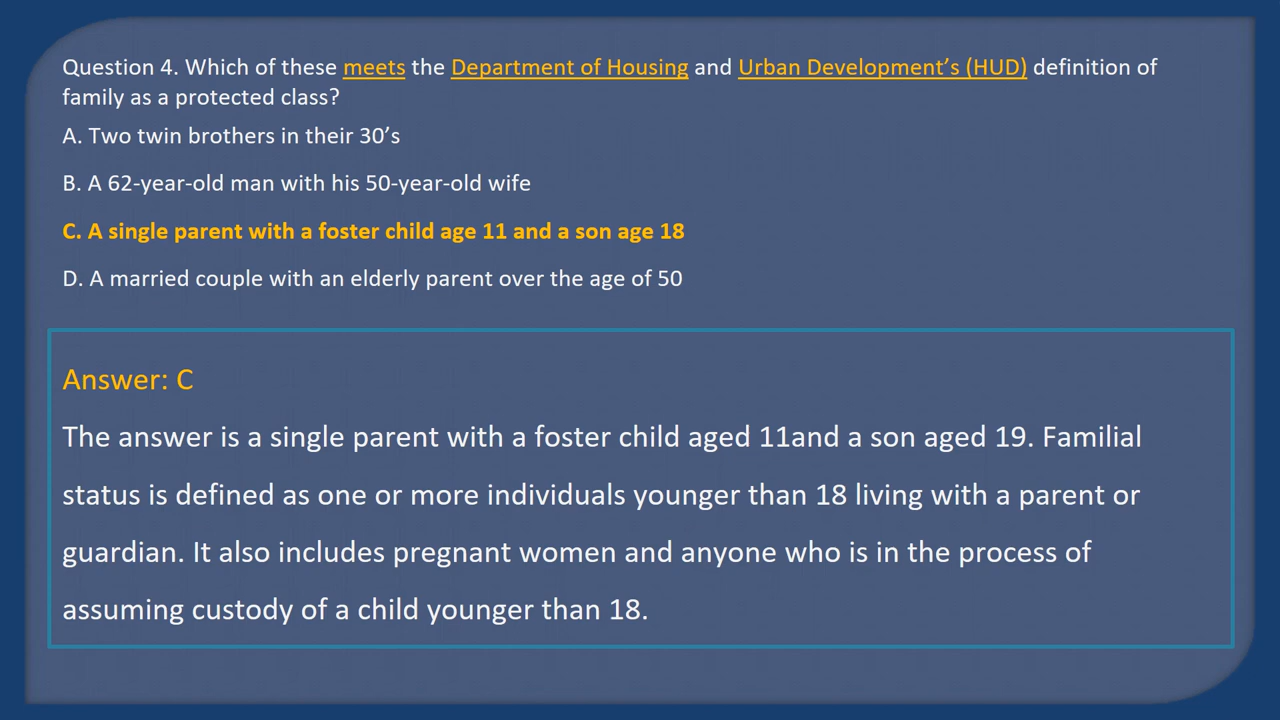 Question 4. Which of these meets the Department of Housing and Urban Development’s (HUD) definition of
family as a protected class?
A. Two twin brothers in their 30’s
B. A 62-year-old man with his 50-year-old wife
C. A single parent with a foster child age 11 and a son age 18
D. A married couple with an elderly parent over the age of 50
Answer: C
The answer is a single parent with a foster child aged 11and a son aged 19. Familial
status is defined as one or more individuals younger than 18 living with a parent or
guardian. It also includes pregnant women and anyone who is in the process of
assuming custody of a child younger than 18.